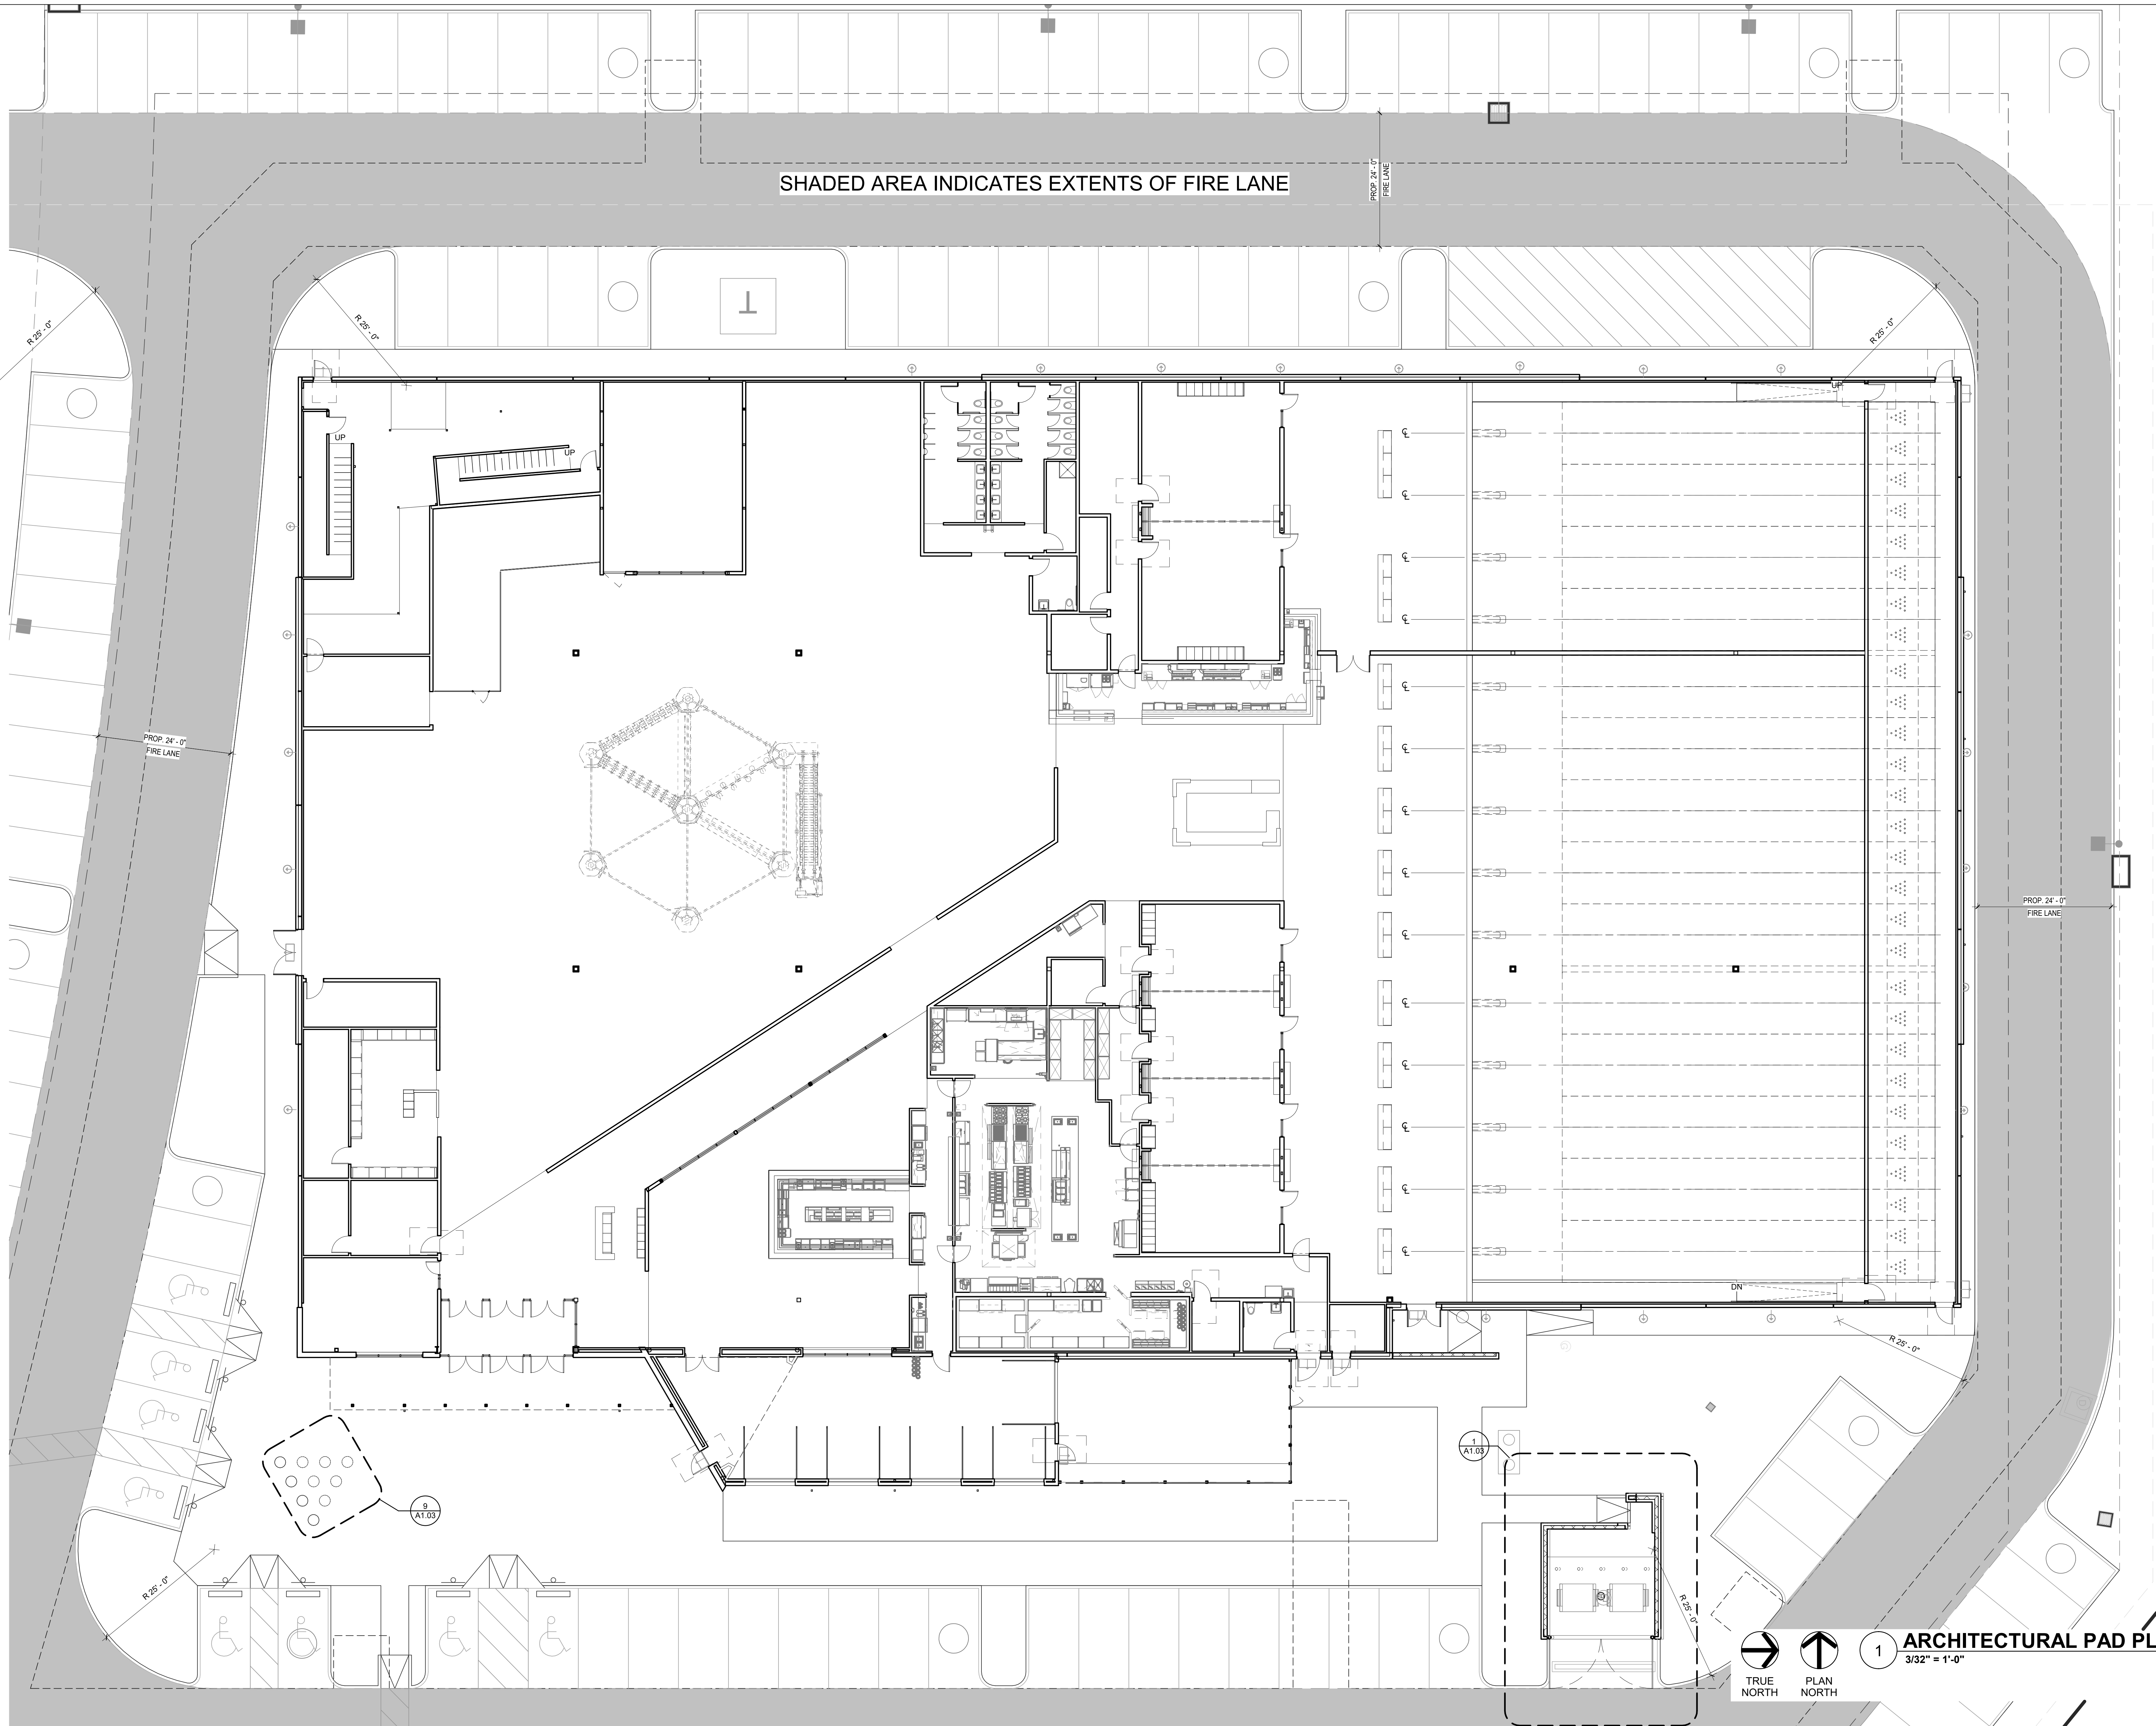 SHADED AREA INDICATES EXTENTS OF FIRE LANE
PROP. 24' - 0"
FIRE LANE
R 25' - 0"
R 25' - 0"
R 25' - 0"
UP
UP
UP
℄
℄
℄
℄
℄
℄
℄
℄
℄
℄
℄
℄
℄
℄
PROP. 24' - 0"
FIRE LANE
PROP. 24' - 0"
FIRE LANE
DN
R 25' - 0"
1
A1.03
9
A1.03
R 25' - 0"
R 25' - 0"
TRUE
NORTH
PLAN
NORTH
1
ARCHITECTURAL PAD PL
3/32" = 1'-0"